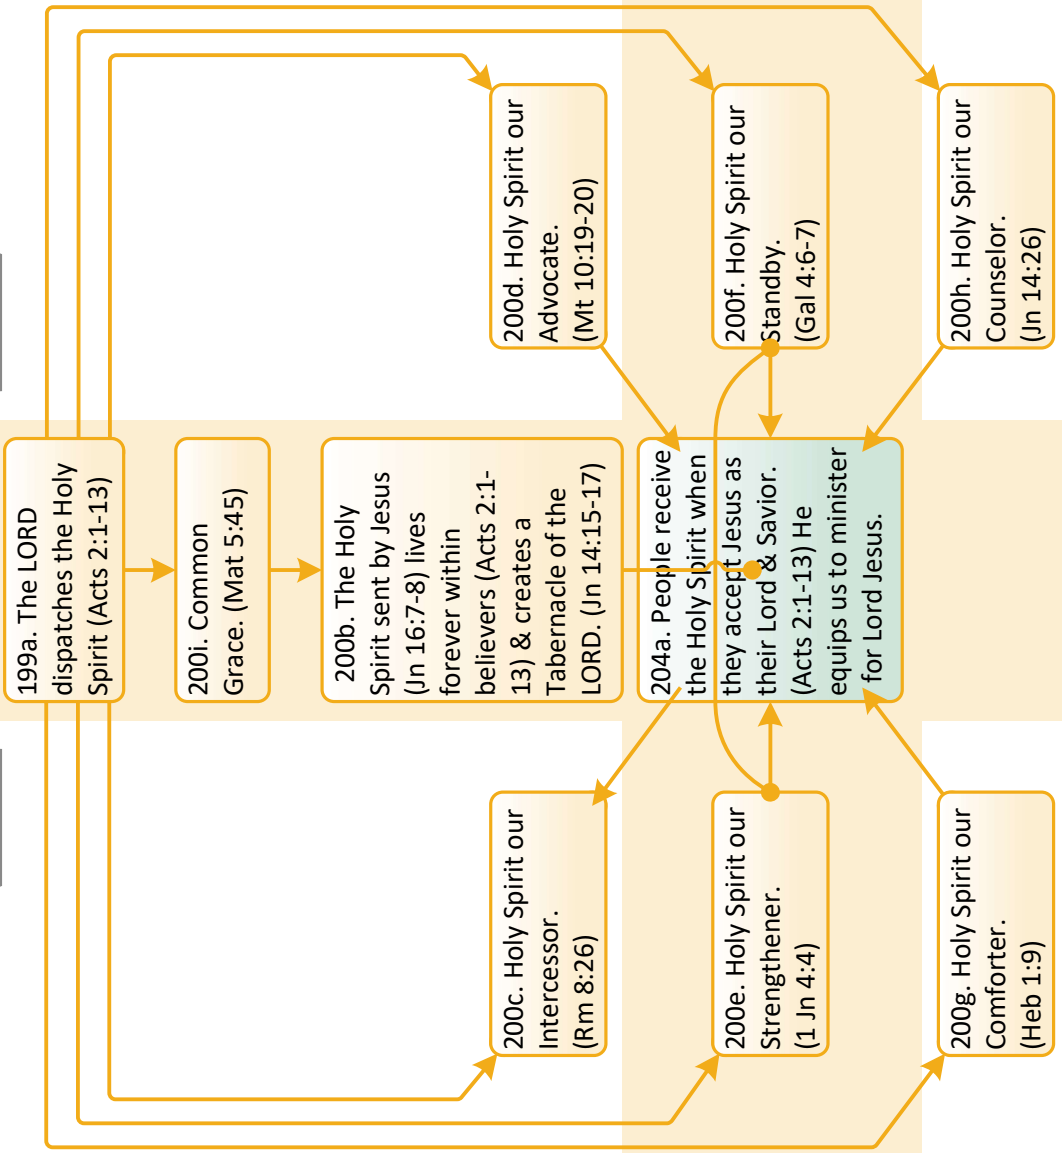 199a. The LORD
dispatches the Holy
Spirit (Acts 2:1-13)
200i. Common
Grace. (Mat 5:45)
200b. The Holy
Spirit sent by Jesus
(Jn 16:7-8) lives
forever within
believers (Acts 2:1-
13) & creates a
Tabernacle of the
LORD. (Jn 14:15-17)
200c. Holy Spirit our
Intercessor.
(Rm 8:26)
200d. Holy Spirit our
Advocate.
(Mt 10:19-20)
200e. Holy Spirit our
Strengthener.
(1 Jn 4:4)
204a. People receive
the Holy Spirit when
they accept Jesus as
their Lord & Savior.
(Acts 2:1-13) He
equips us to minister
for Lord Jesus.
200f. Holy Spirit our
Standby.
(Gal 4:6-7)
200g. Holy Spirit our
Comforter.
(Heb 1:9)
200h. Holy Spirit our
Counselor.
(Jn 14:26)